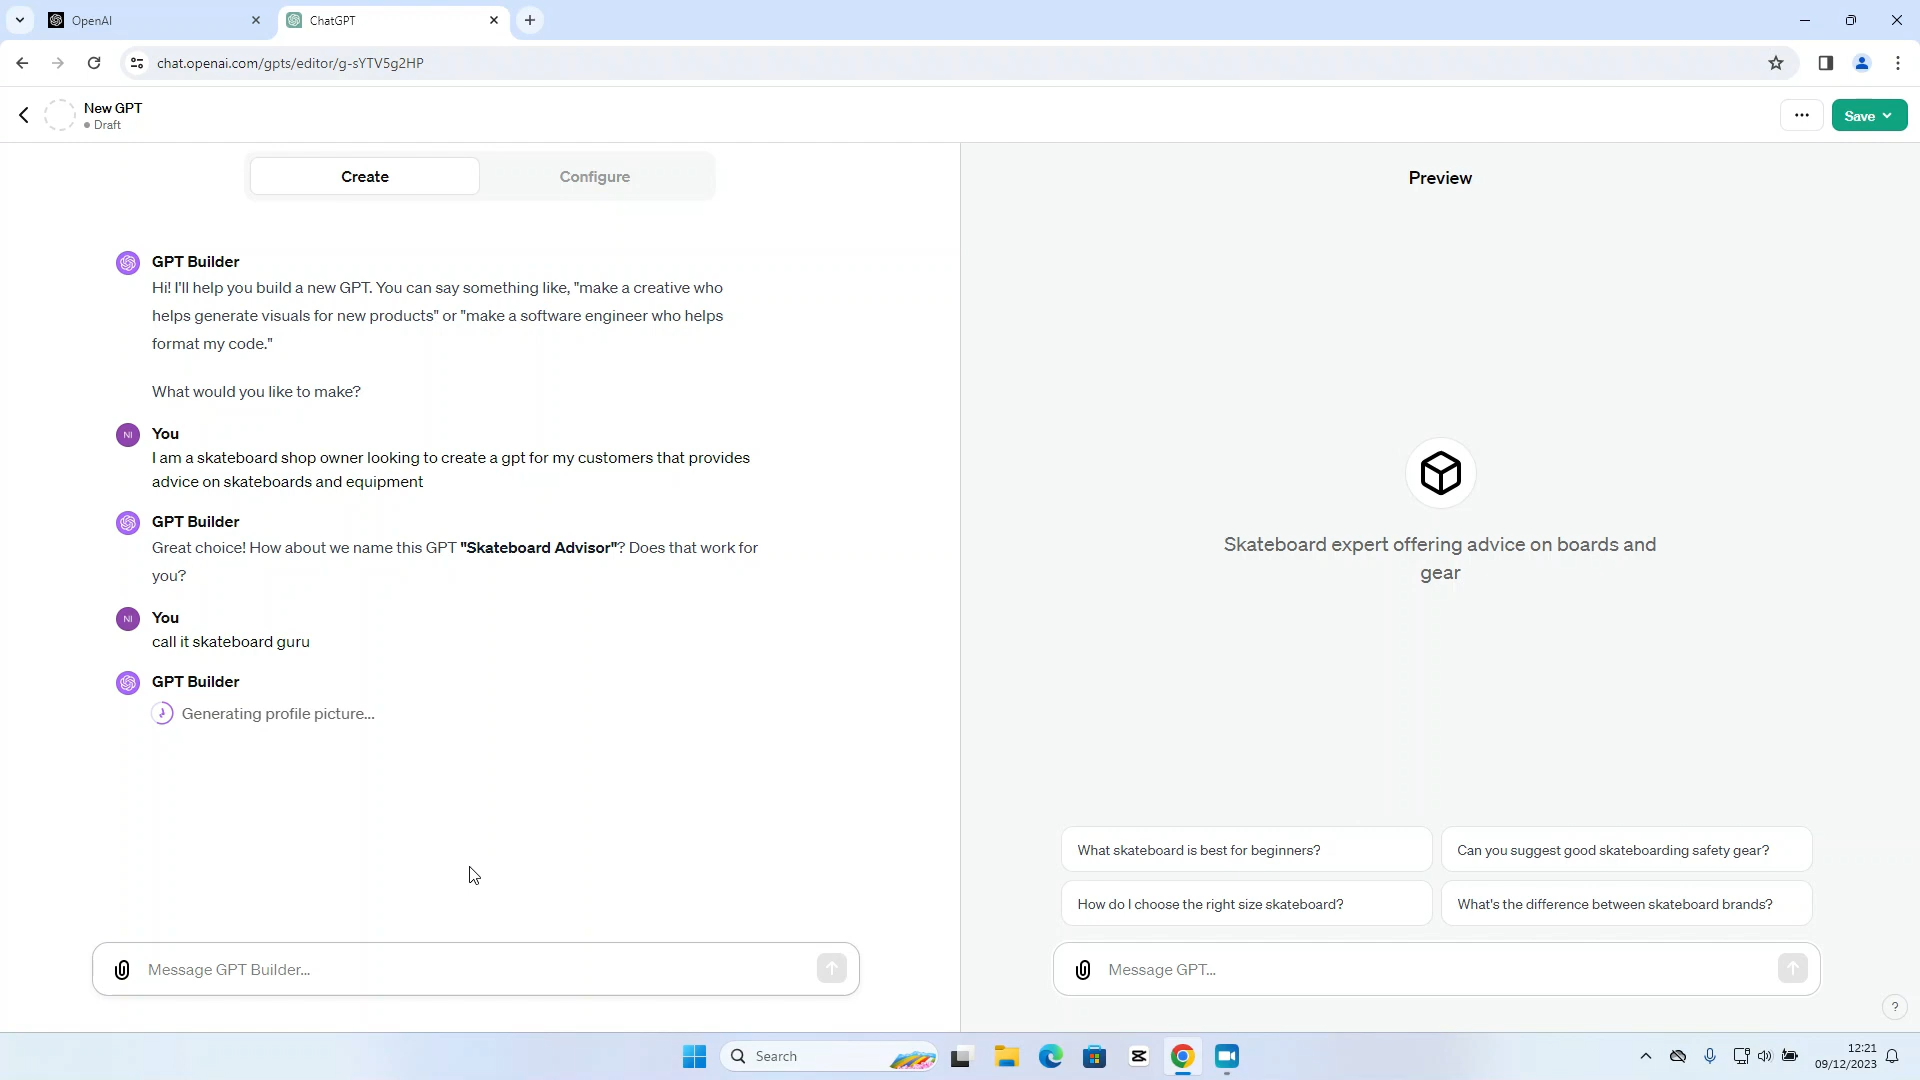 OpenAI
ChatGPT
chat.openai.com/gpts/editor/g-sYTV5g2HP
New GPT
Draft
Save
Create
Configure
Preview
GPT Builder
Hi! I'll help you build a new GPT. You can say something like, "make a creative who
helps generate visuals for new products" or "make a software engineer who helps
format my code."
What would you like to make?
NI
You
I am a skateboard shop owner looking to create a gpt for my customers that provides
advice on skateboards and equipment
GPT Builder
Great choice! How about we name this GPT "Skateboard Advisor"? Does that work for
you?
NI
You
call it skateboard guru
GPT Builder
Generating profile picture...
Message GPT Builder...
Skateboard expert offering advice on boards and
gear
What skateboard is best for beginners?
Can you suggest good skateboarding safety gear?
How do I choose the right size skateboard?
What's the difference between skateboard brands?
Message GPT...
?
Search
12:21
09/12/2023